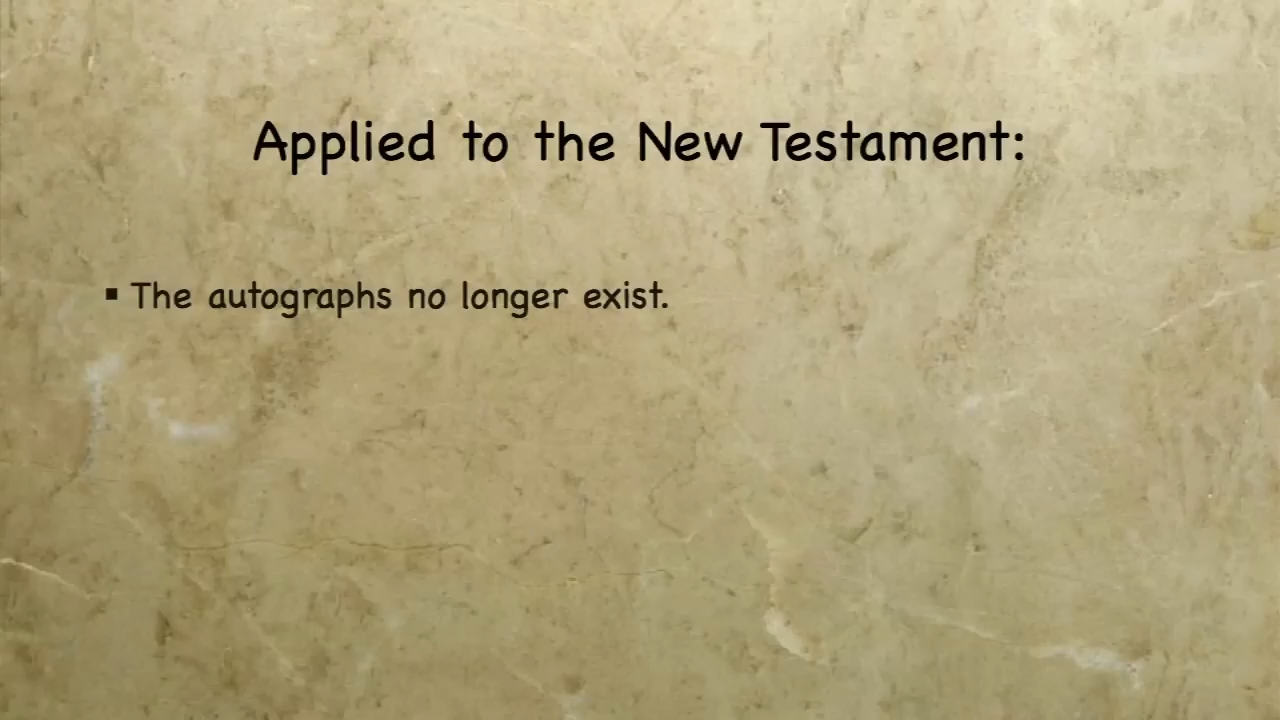 Applied to the New Testament:
▪ The autographs no longer exist.